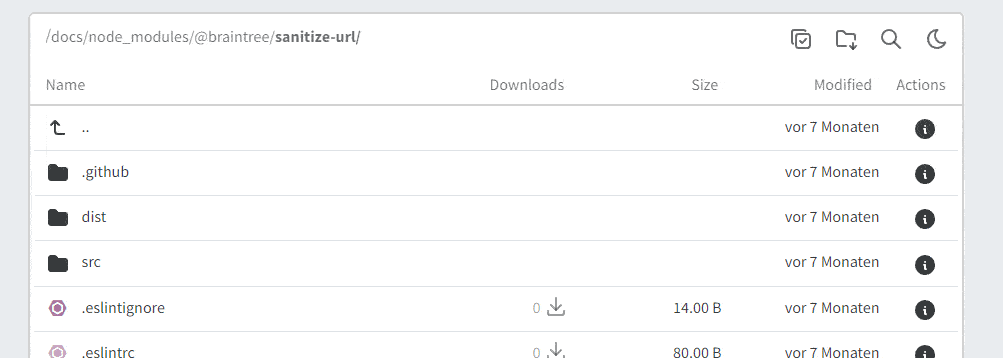 /docs/node_modules/@braintree/sanitize-url/
Name Downloads Size Modified Actions
.. vor 7 Monaten
.github vor 7 Monaten
dist vor 7 Monaten
src vor 7 Monaten
.eslintignore 0 14.00 B vor 7 Monaten
.eslintrc 0 80.00 B vor 7 Monaten